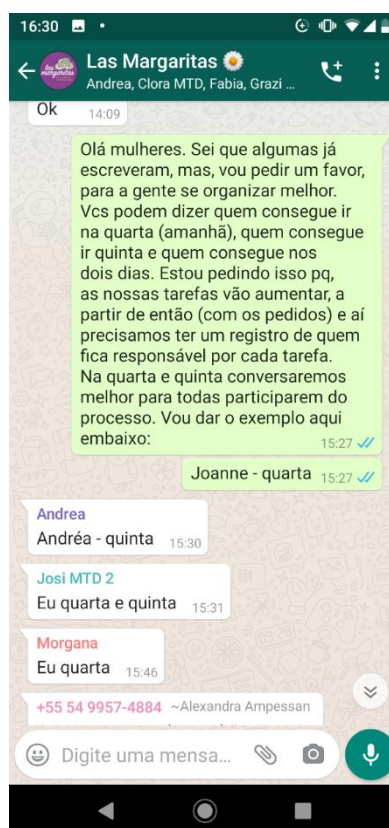 16:30
Las Margaritas
Andrea, Clora MTD, Fabia, Grazi ...
Ok 14:09
Olá mulheres. Sei que algumas já
escreveram, mas, vou pedir um favor,
para a gente se organizar melhor.
Vcs podem dizer quem consegue ir
na quarta (amanhã), quem consegue
ir quinta e quem consegue nos
dois dias. Estou pedindo isso pq,
as nossas tarefas vão aumentar, a
partir de então (com os pedidos) e aí
precisamos ter um registro de quem
fica responsável por cada tarefa.
Na quarta e quinta conversaremos
melhor para todas participarem do
processo. Vou dar o exemplo aqui
embaixo: 15:27
Joanne - quarta 15:27
Andrea
Andréa - quinta 15:30
Josi MTD 2
Eu quarta e quinta 15:31
Morgana
Eu quarta 15:46
+55 54 9957-4884 ~Alexandra Ampessan
Digite uma mensa...